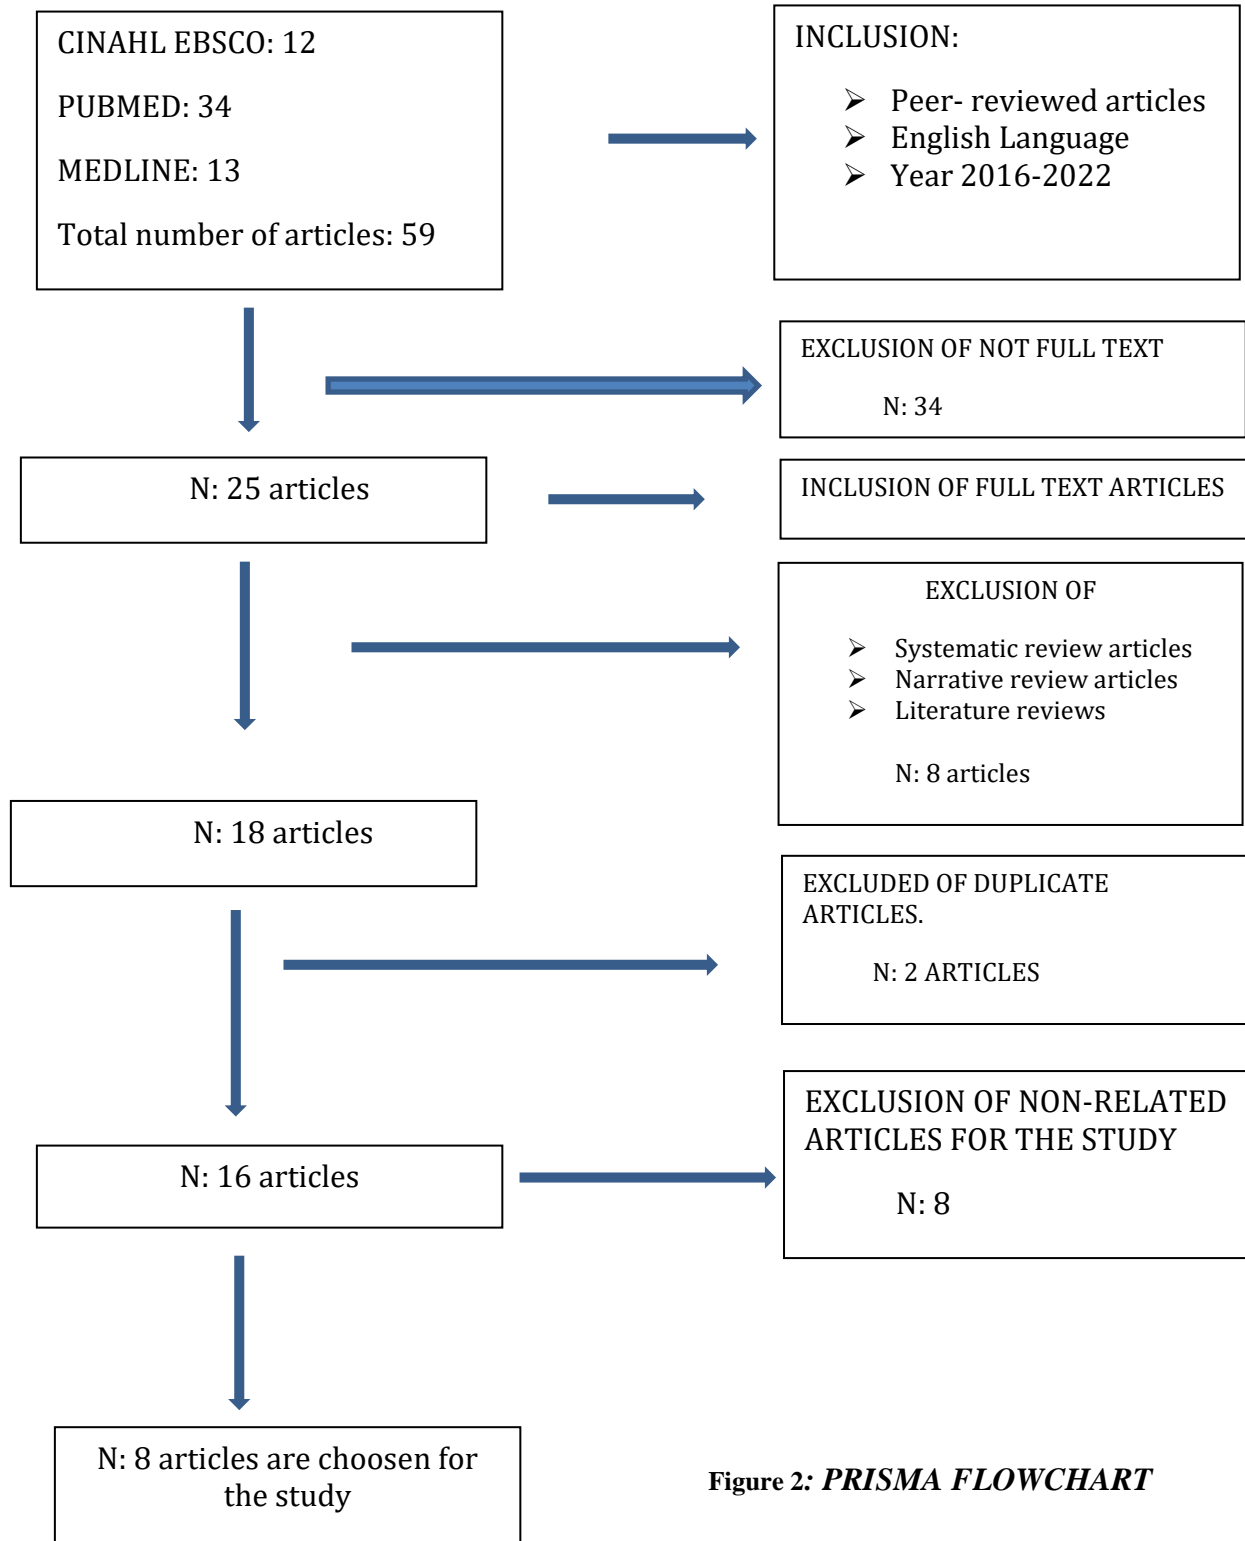 CINAHL EBSCO: 12
PUBMED: 34
MEDLINE: 13
Total number of articles: 59
INCLUSION:
➢ Peer- reviewed articles
➢ English Language
➢ Year 2016-2022
EXCLUSION OF NOT FULL TEXT
N: 34
N: 25 articles
INCLUSION OF FULL TEXT ARTICLES
EXCLUSION OF
➢ Systematic review articles
➢ Narrative review articles
➢ Literature reviews
N: 8 articles
N: 18 articles
EXCLUDED OF DUPLICATE
ARTICLES.
N: 2 ARTICLES
N: 16 articles
EXCLUSION OF NON-RELATED
ARTICLES FOR THE STUDY
N: 8
N: 8 articles are choosen for
the study
Figure 2: PRISMA FLOWCHART